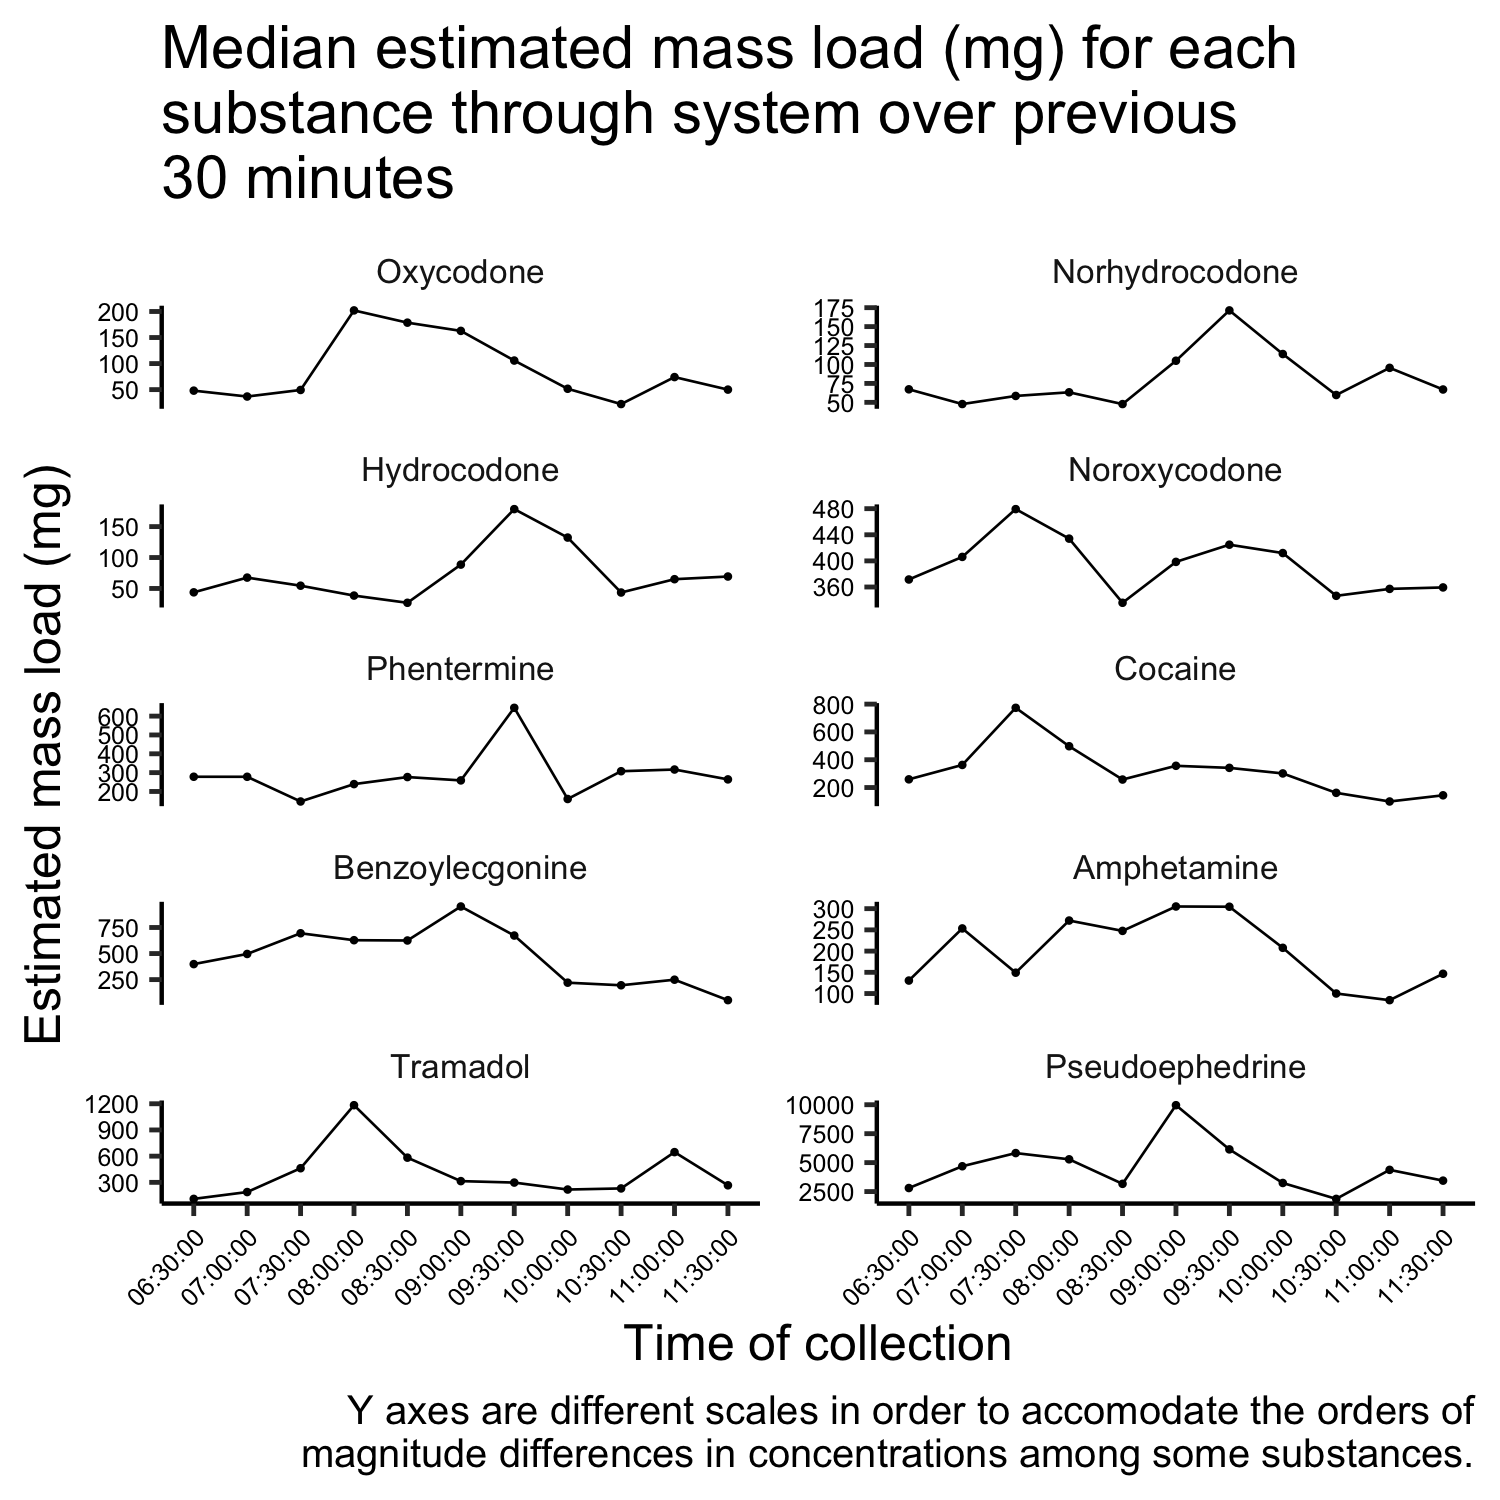 Median estimated mass load (mg) for each
substance through system over previous
30 minutes
Estimated mass load (mg)
Oxycodone
200
150
100
50
Norhydrocodone
175
150
125
100
75
50
Hydrocodone
150
100
50
Noroxycodone
480
440
400
360
Phentermine
600
500
400
300
200
Cocaine
800
600
400
200
Benzoylecgonine
750
500
250
Amphetamine
300
250
200
150
100
Tramadol
1200
900
600
300
Pseudoephedrine
10000
7500
5000
2500
06:30:00 07:00:00 07:30:00 08:00:00 08:30:00 09:00:00 09:30:00 10:00:00 10:30:00 11:00:00 11:30:00
06:30:00 07:00:00 07:30:00 08:00:00 08:30:00 09:00:00 09:30:00 10:00:00 10:30:00 11:00:00 11:30:00
Time of collection
Y axes are different scales in order to accomodate the orders of
magnitude differences in concentrations among some substances.